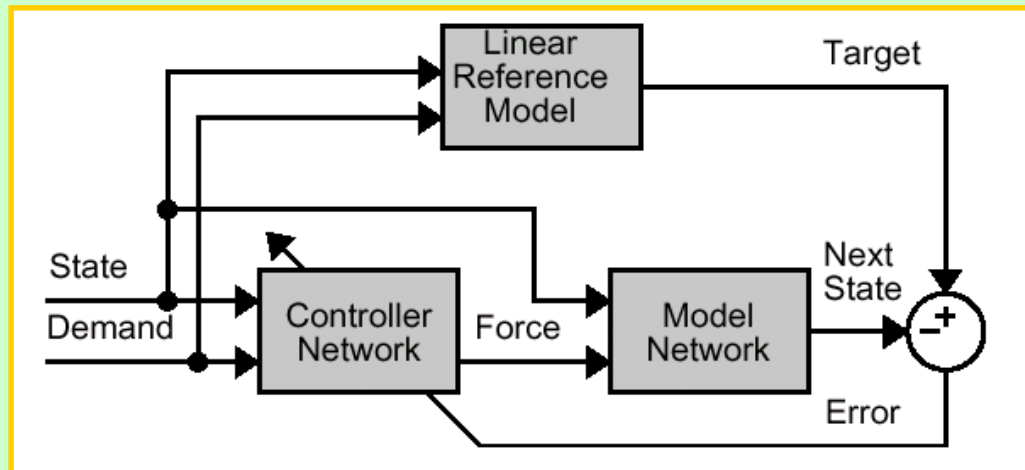 Linear
Reference
Model
Target
State
Demand
Controller
Network
Force
Model
Network
Next
State
+
−
Error